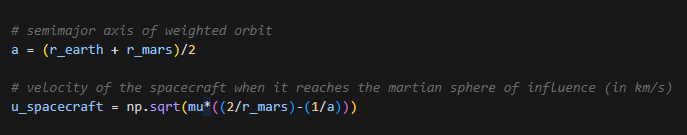 # semimajor axis of weighted orbit
a = (r_earth + r_mars)/2
# velocity of the spacecraft when it reaches the martian sphere of influence (in km/s)
u_spacecraft = np.sqrt(mu*((2/r_mars)-(1/a)))